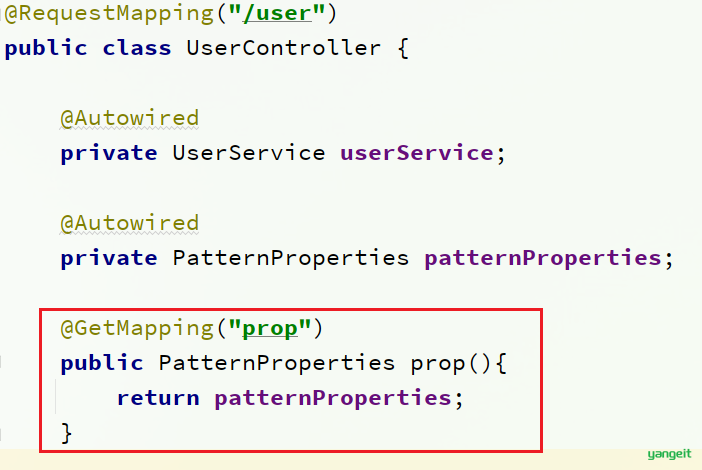 @RequestMapping("/user")
public class UserController {
@Autowired
private UserService userService;
@Autowired
private PatternProperties patternProperties;
@GetMapping("prop")
public PatternProperties prop(){
return patternProperties;
}
yangeit